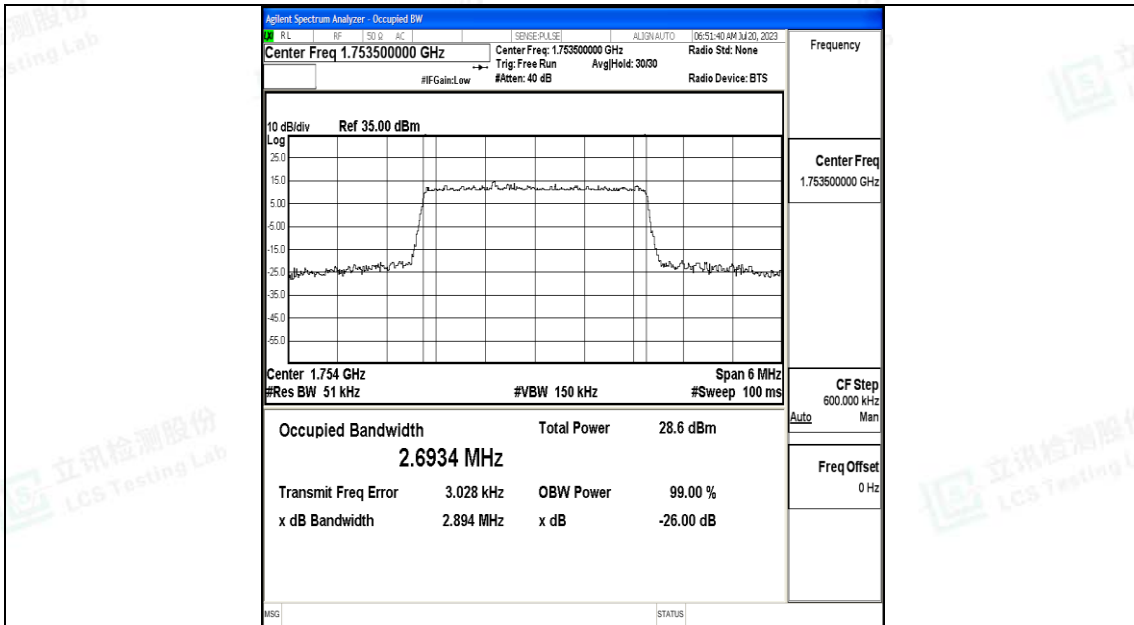 Agilent Spectrum Analyzer - Occupied BW
RL RF 50 Ω AC SENSE:PULSE ALIGN AUTO 06:51:40 AM Jul 20, 2023
Center Freq 1.753500000 GHz
Center Freq: 1.753500000 GHz
Radio Std: None
Trig: Free Run Avg|Hold: 30/30
#IFGain:Low
#Atten: 40 dB
Radio Device: BTS
10 dB/div Ref 35.00 dBm
Log
25.0
15.0
5.00
-5.00
-15.0
-25.0
-35.0
-45.0
-55.0
Center 1.754 GHz
Span 6 MHz
#Res BW 51 kHz
#VBW 150 kHz
#Sweep 100 ms
Occupied Bandwidth
2.6934 MHz
Total Power 28.6 dBm
Transmit Freq Error 3.028 kHz
OBW Power 99.00 %
x dB Bandwidth 2.894 MHz
x dB -26.00 dB
MSG
STATUS
Frequency
Center Freq
1.753500000 GHz
CF Step
600.000 kHz
Auto Man
Freq Offset
0 Hz
立讯检测股份
LCS Testing Lab
立讯检测股份
LCS Testing